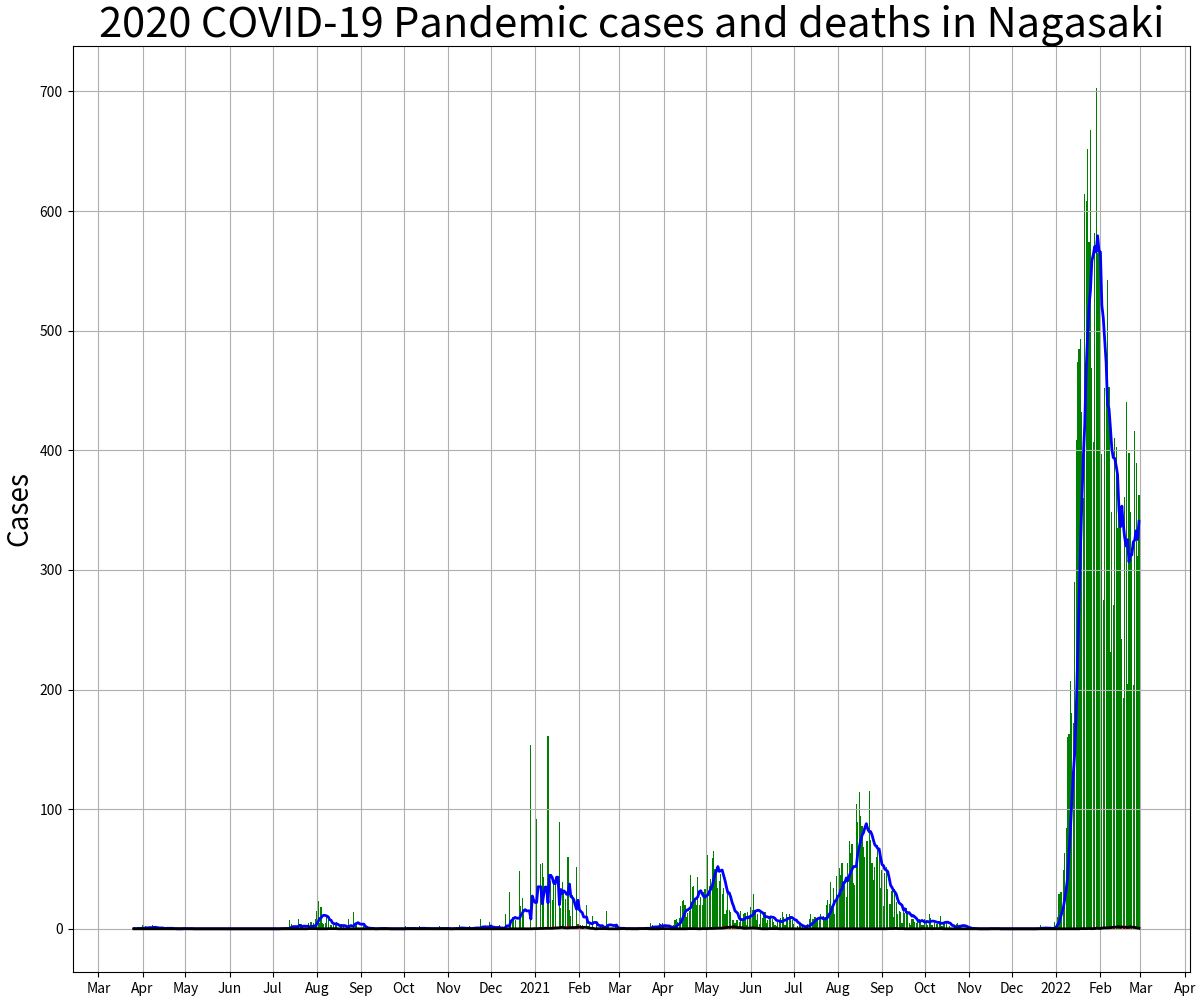 2020 COVID-19 Pandemic cases and deaths in Nagasaki
Cases
700
600
500
400
300
200
100
0
Mar Apr May Jun Jul Aug Sep Oct Nov Dec 2021 Feb Mar Apr May Jun Jul Aug Sep Oct Nov Dec 2022 Feb Mar Apr